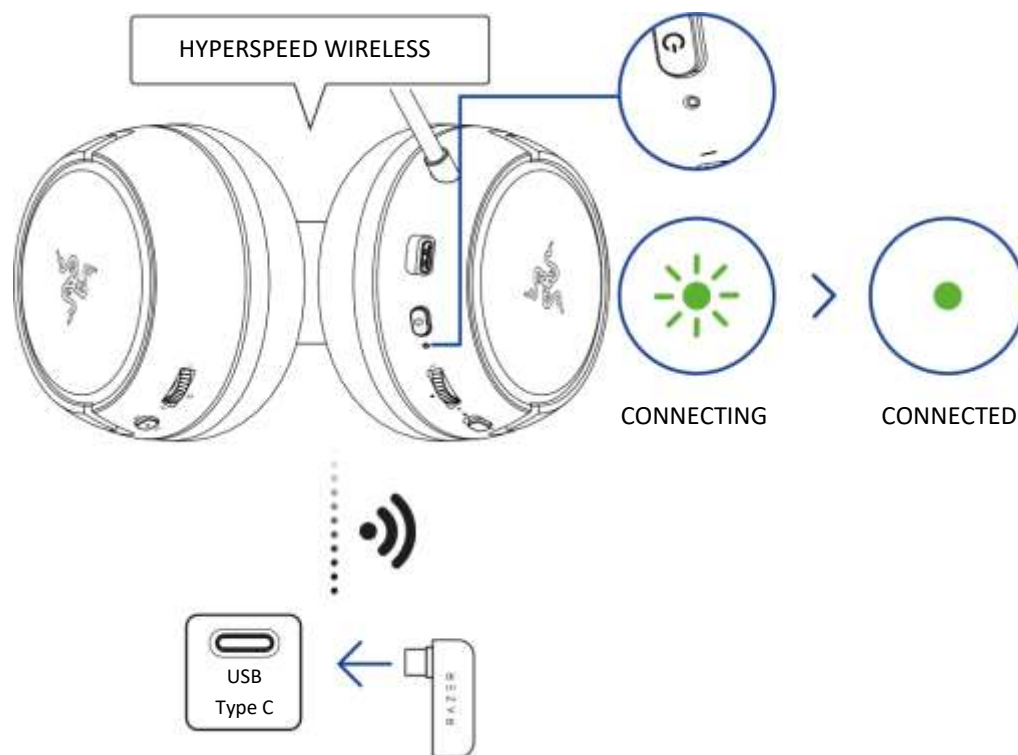 HYPERSPEED WIRELESS
CONNECTING
CONNECTED
USB
Type C
RAZER